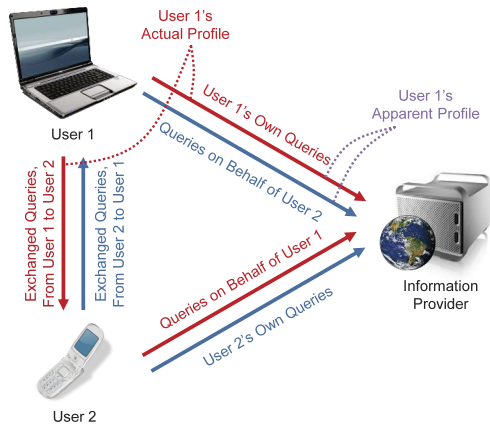 User 1's
Actual Profile
User 1's
Apparent Profile
User 1's Own Queries
Queries on Behalf of User 2
User 1
Exchanged Queries,
From User 1 to User 2
Exchanged Queries,
From User 2 to User 1
Queries on Behalf of User 1
User 2's Own Queries
Information
Provider
User 2